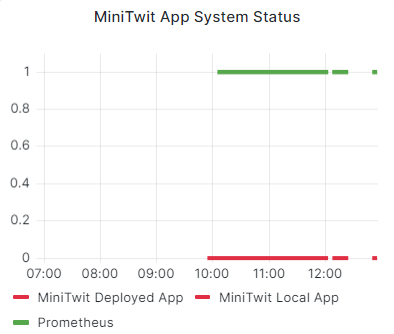 MiniTwit App System Status
1
0.8
0.6
0.4
0.2
0
07:00 08:00 09:00 10:00 11:00 12:00
MiniTwit Deployed App MiniTwit Local App
Prometheus